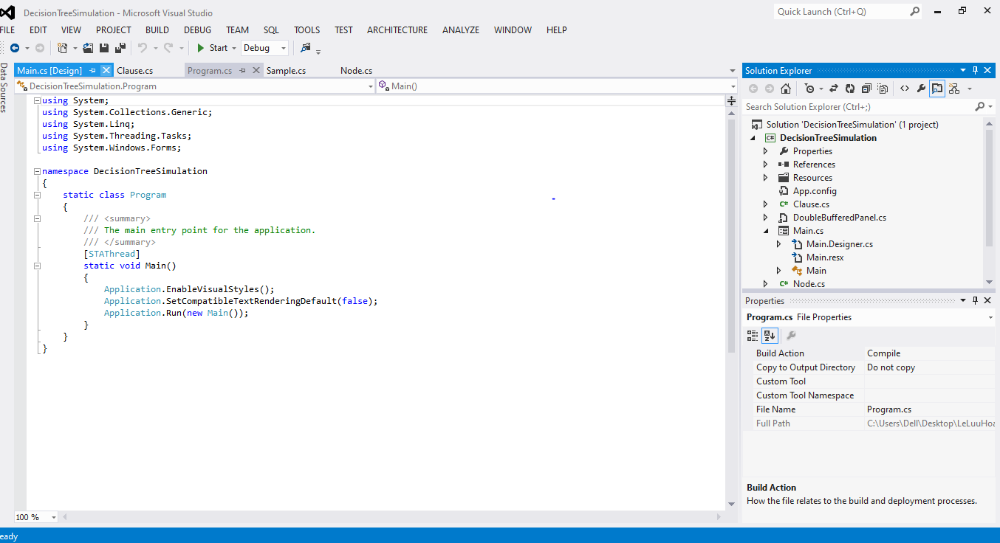 DecisionTreeSimulation - Microsoft Visual Studio
Quick Launch (Ctrl+Q)
FILE EDIT VIEW PROJECT BUILD DEBUG TEAM SQL TOOLS TEST ARCHITECTURE ANALYZE WINDOW HELP
Start Debug
Data Sources
Main.cs [Design] Clause.cs Program.cs Sample.cs Node.cs
DecisionTreeSimulation.Program Main()
using System;
using System.Collections.Generic;
using System.Linq;
using System.Threading.Tasks;
using System.Windows.Forms;
namespace DecisionTreeSimulation
{
static class Program
{
/// <summary>
/// The main entry point for the application.
/// </summary>
[STAThread]
static void Main()
{
Application.EnableVisualStyles();
Application.SetCompatibleTextRenderingDefault(false);
Application.Run(new Main());
}
}
}
100 %
Solution Explorer
Search Solution Explorer (Ctrl+;)
Solution 'DecisionTreeSimulation' (1 project)
C# DecisionTreeSimulation
Properties
References
Resources
App.config
C# Clause.cs
DoubleBufferedPanel.cs
Main.cs
Main.Designer.cs
Main.resx
Main
C# Node.cs
Properties
Program.cs File Properties
Build Action Compile
Copy to Output Directory Do not copy
Custom Tool
Custom Tool Namespace
File Name Program.cs
Full Path C:\Users\Dell\Desktop\LeLuuHoa
Build Action
How the file relates to the build and deployment processes.
eady